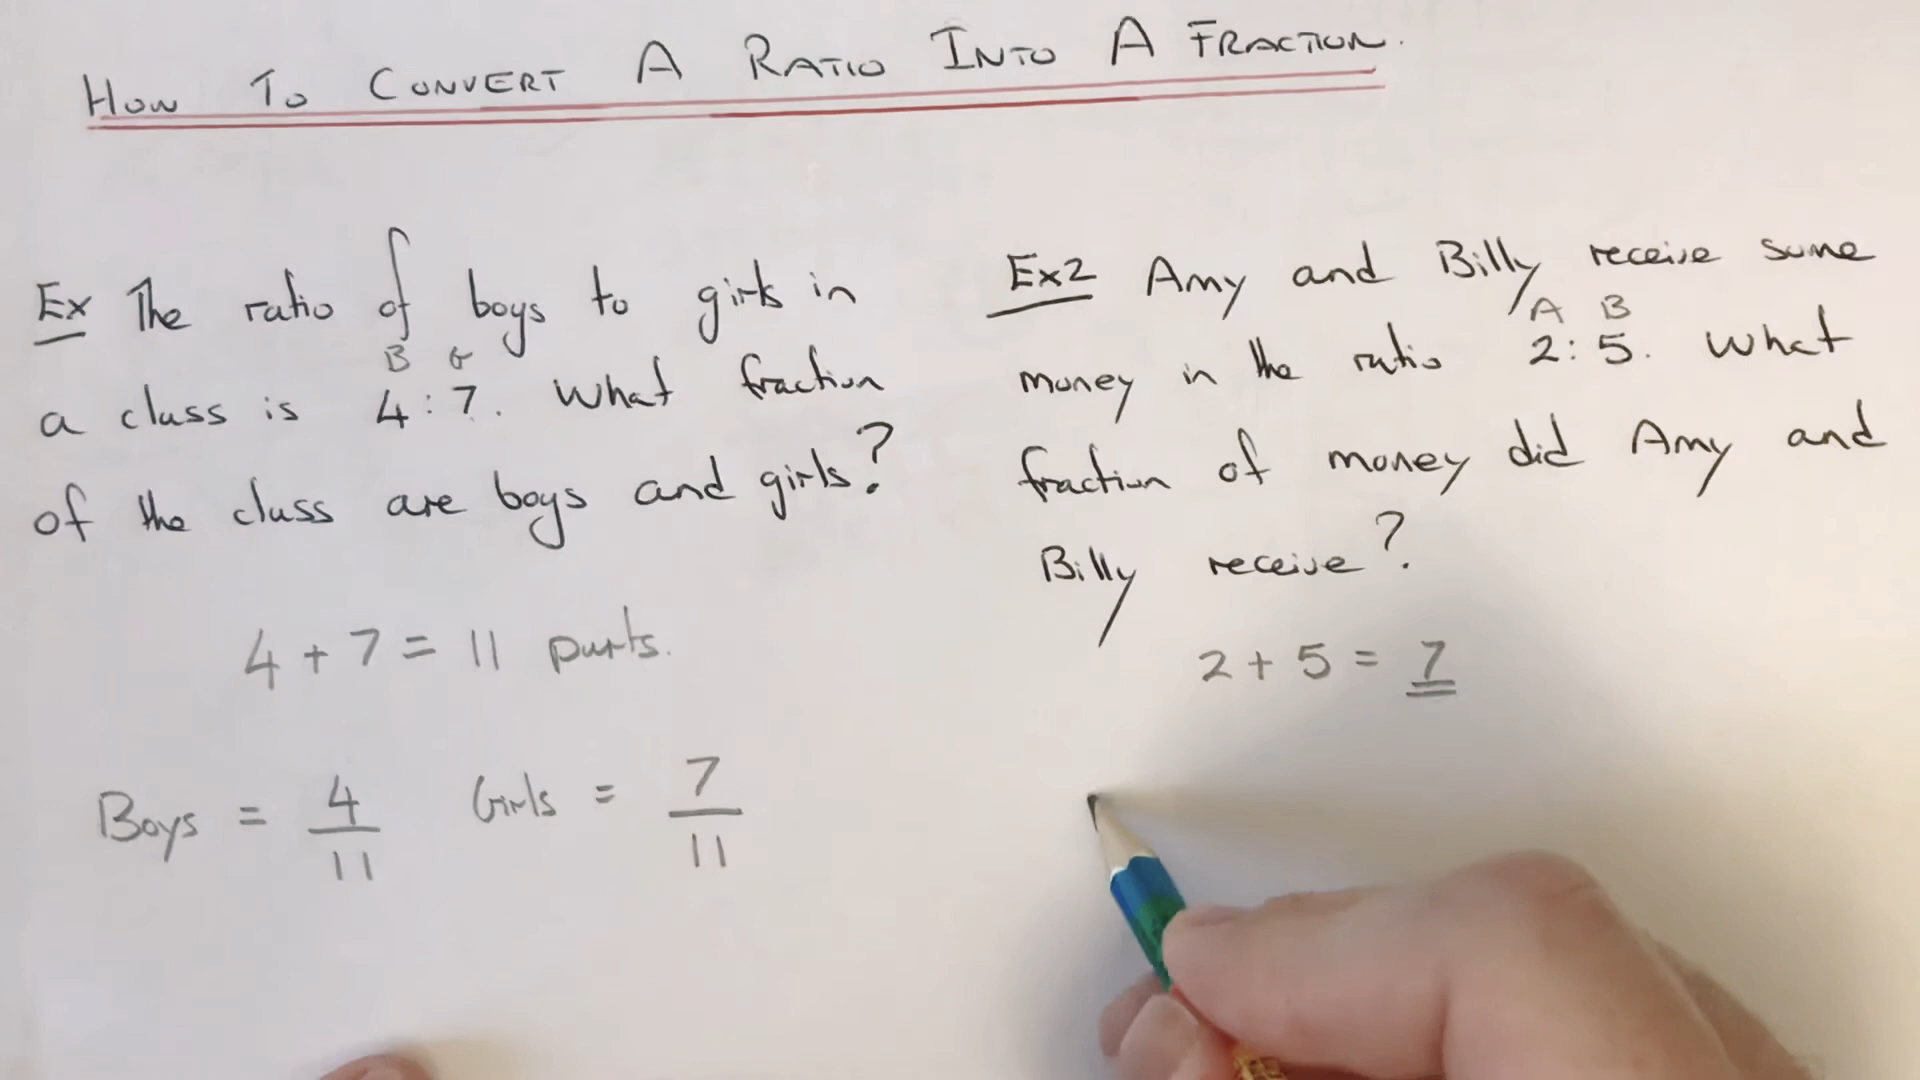 HOW TO CONVERT A RATIO INTO A FRACTION.
Ex The ratio of boys to girls in
B G
a class is 4:7. What fraction
of the class are boys and girls?
4 + 7 = 11 parts.
Boys = 4/11 Girls = 7/11
Ex2 Amy and Billy receive some
A B
money in the ratio 2:5. What
fraction of money did Amy and
Billy receive?
2 + 5 = 7